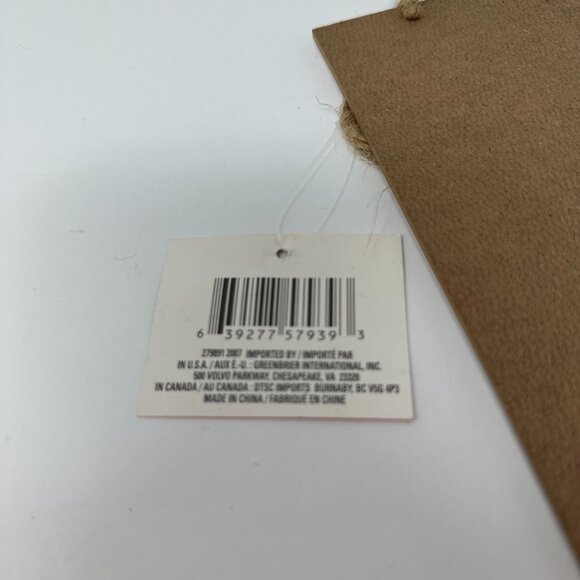 6 39277 57939 3
279891 2007 IMPORTED BY / IMPORTÉ PAR
IN U.S.A. / AUX É.-U. : GREENBRIER INTERNATIONAL, INC.
500 VOLVO PARKWAY, CHESAPEAKE, VA 23320
IN CANADA / AU CANADA : DTSC IMPORTS BURNABY, BC V5G 4P3
MADE IN CHINA / FABRIQUE EN CHINE